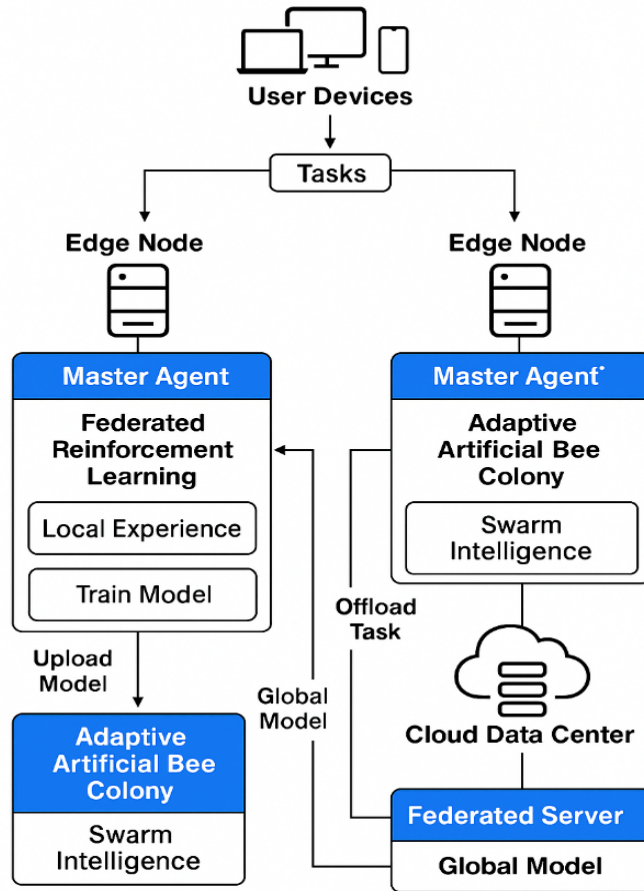 User Devices
Tasks
Edge Node
Edge Node
Master Agent
Federated
Reinforcement
Learning
Local Experience
Train Model
Upload
Model
Adaptive
Artificial Bee
Colony
Swarm
Intelligence
Global
Model
Master Agent*
Adaptive
Artificial Bee
Colony
Swarm
Intelligence
Offload
Task
Cloud Data Center
Federated Server
Global Model